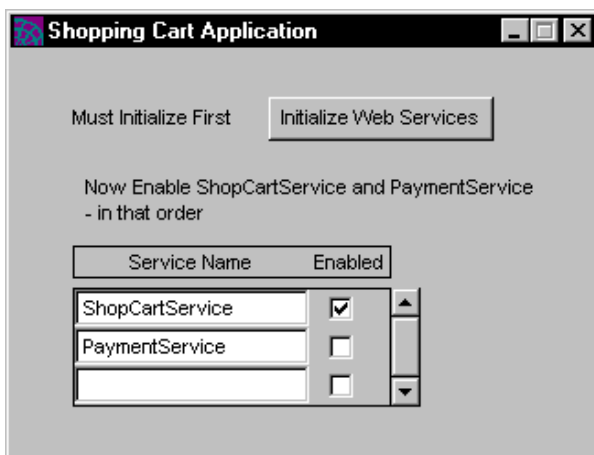 Shopping Cart Application
Must Initialize First Initialize Web Services
Now Enable ShopCartService and PaymentService
- in that order
Service Name Enabled
ShopCartService
PaymentService